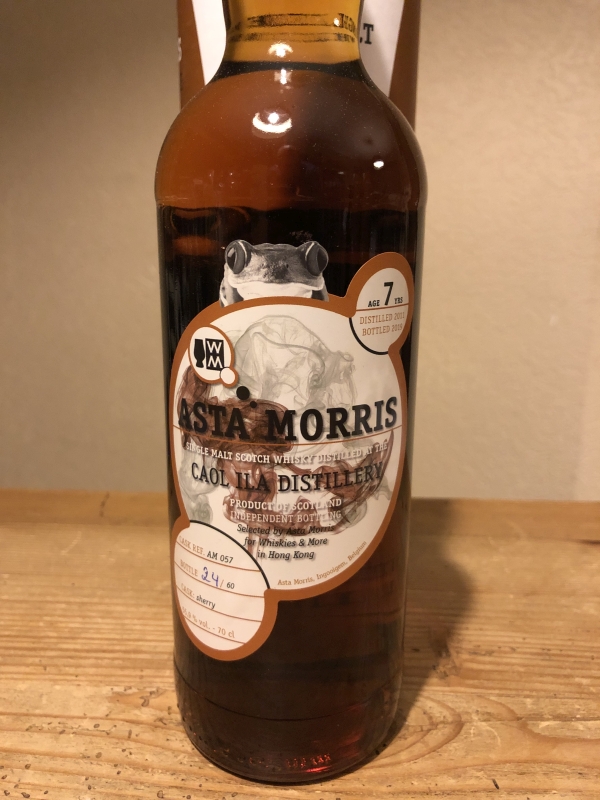 AGE 7 YRS
DISTILLED 2011
BOTTLED
WM
ASTA MORRIS
SINGLE MALT SCOTCH WHISKY DISTILLED AT THE
CAOL ILA DISTILLERY
PRODUCT OF SCOTLAND
INDEPENDENT BOTTLING
Selected by Asta Morris
for Whiskies & More
in Hong Kong
CASK REF. AM 057
BOTTLE 24/60
CASK: sherry
% vol. - 70 cl
Asta Morris, Belgium